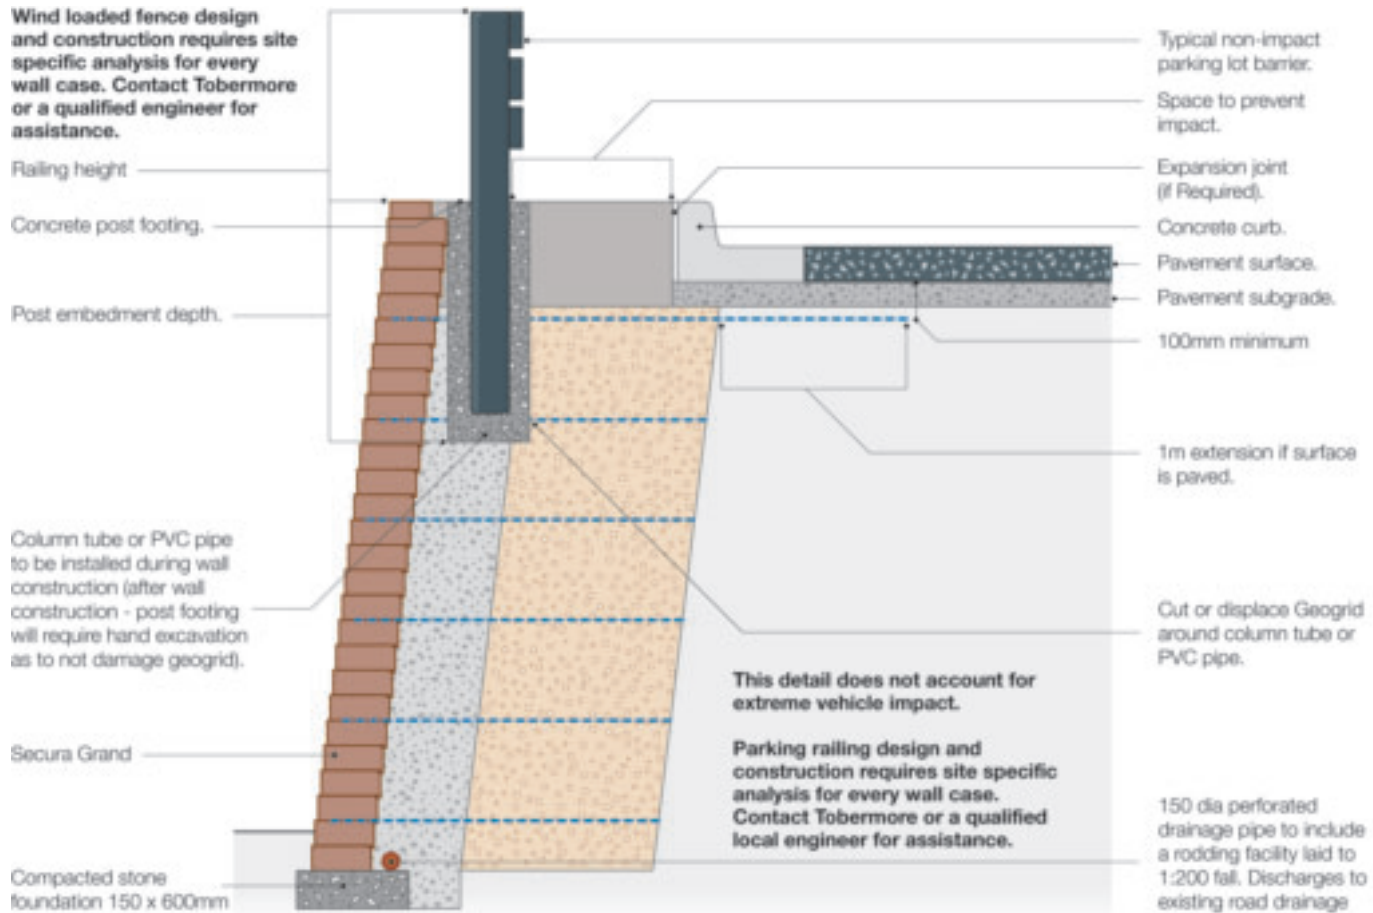 Wind loaded fence design
and construction requires site
specific analysis for every
wall case. Contact Tobermore
or a qualified engineer for
assistance.
Railing height
Concrete post footing.
Post embedment depth.
Column tube or PVC pipe
to be installed during wall
construction (after wall
construction - post footing
will require hand excavation
as to not damage geogrid).
Secura Grand
Compacted stone
foundation 150 x 600mm
Typical non-impact
parking lot barrier.
Space to prevent
impact.
Expansion joint
(if Required).
Concrete curb.
Pavement surface.
Pavement subgrade.
100mm minimum
1m extension if surface
is paved.
Cut or displace Geogrid
around column tube or
PVC pipe.
This detail does not account for
extreme vehicle impact.
Parking railing design and
construction requires site specific
analysis for every wall case.
Contact Tobermore or a qualified
local engineer for assistance.
150 dia perforated
drainage pipe to include
a rodding facility laid to
1:200 fall. Discharges to
existing road drainage